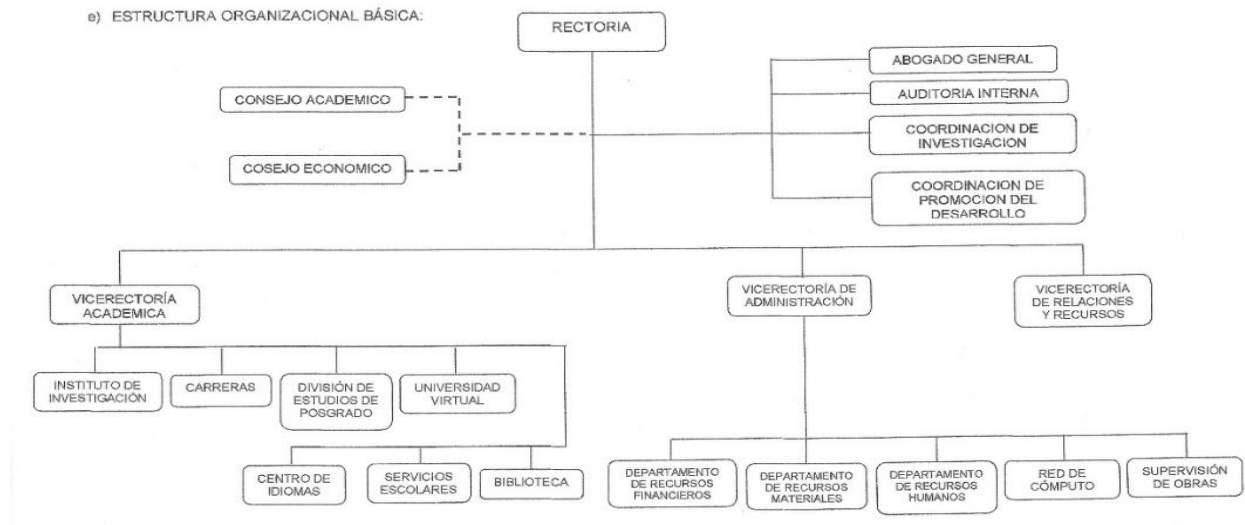 e) ESTRUCTURA ORGANIZACIONAL BÁSICA:
RECTORIA
ABOGADO GENERAL
AUDITORIA INTERNA
CONSEJO ACADEMICO
COORDINACION DE
INVESTIGACION
COSEJO ECONOMICO
COORDINACION DE
PROMOCION DEL
DESARROLLO
VICERECTORÍA
ACADEMICA
VICERECTORÍA DE
ADMINISTRACIÓN
VICERECTORÍA
DE RELACIONES
Y RECURSOS
INSTITUTO DE
INVESTIGACIÓN
CARRERAS
DIVISIÓN DE
ESTUDIOS DE
POSGRADO
UNIVERSIDAD
VIRTUAL
CENTRO DE
IDIOMAS
SERVICIOS
ESCOLARES
BIBLIOTECA
DEPARTAMENTO
DE RECURSOS
FINANCIEROS
DEPARTAMENTO
DE RECURSOS
MATERIALES
DEPARTAMENTO
DE RECURSOS
HUMANOS
RED DE
CÓMPUTO
SUPERVISIÓN
DE OBRAS